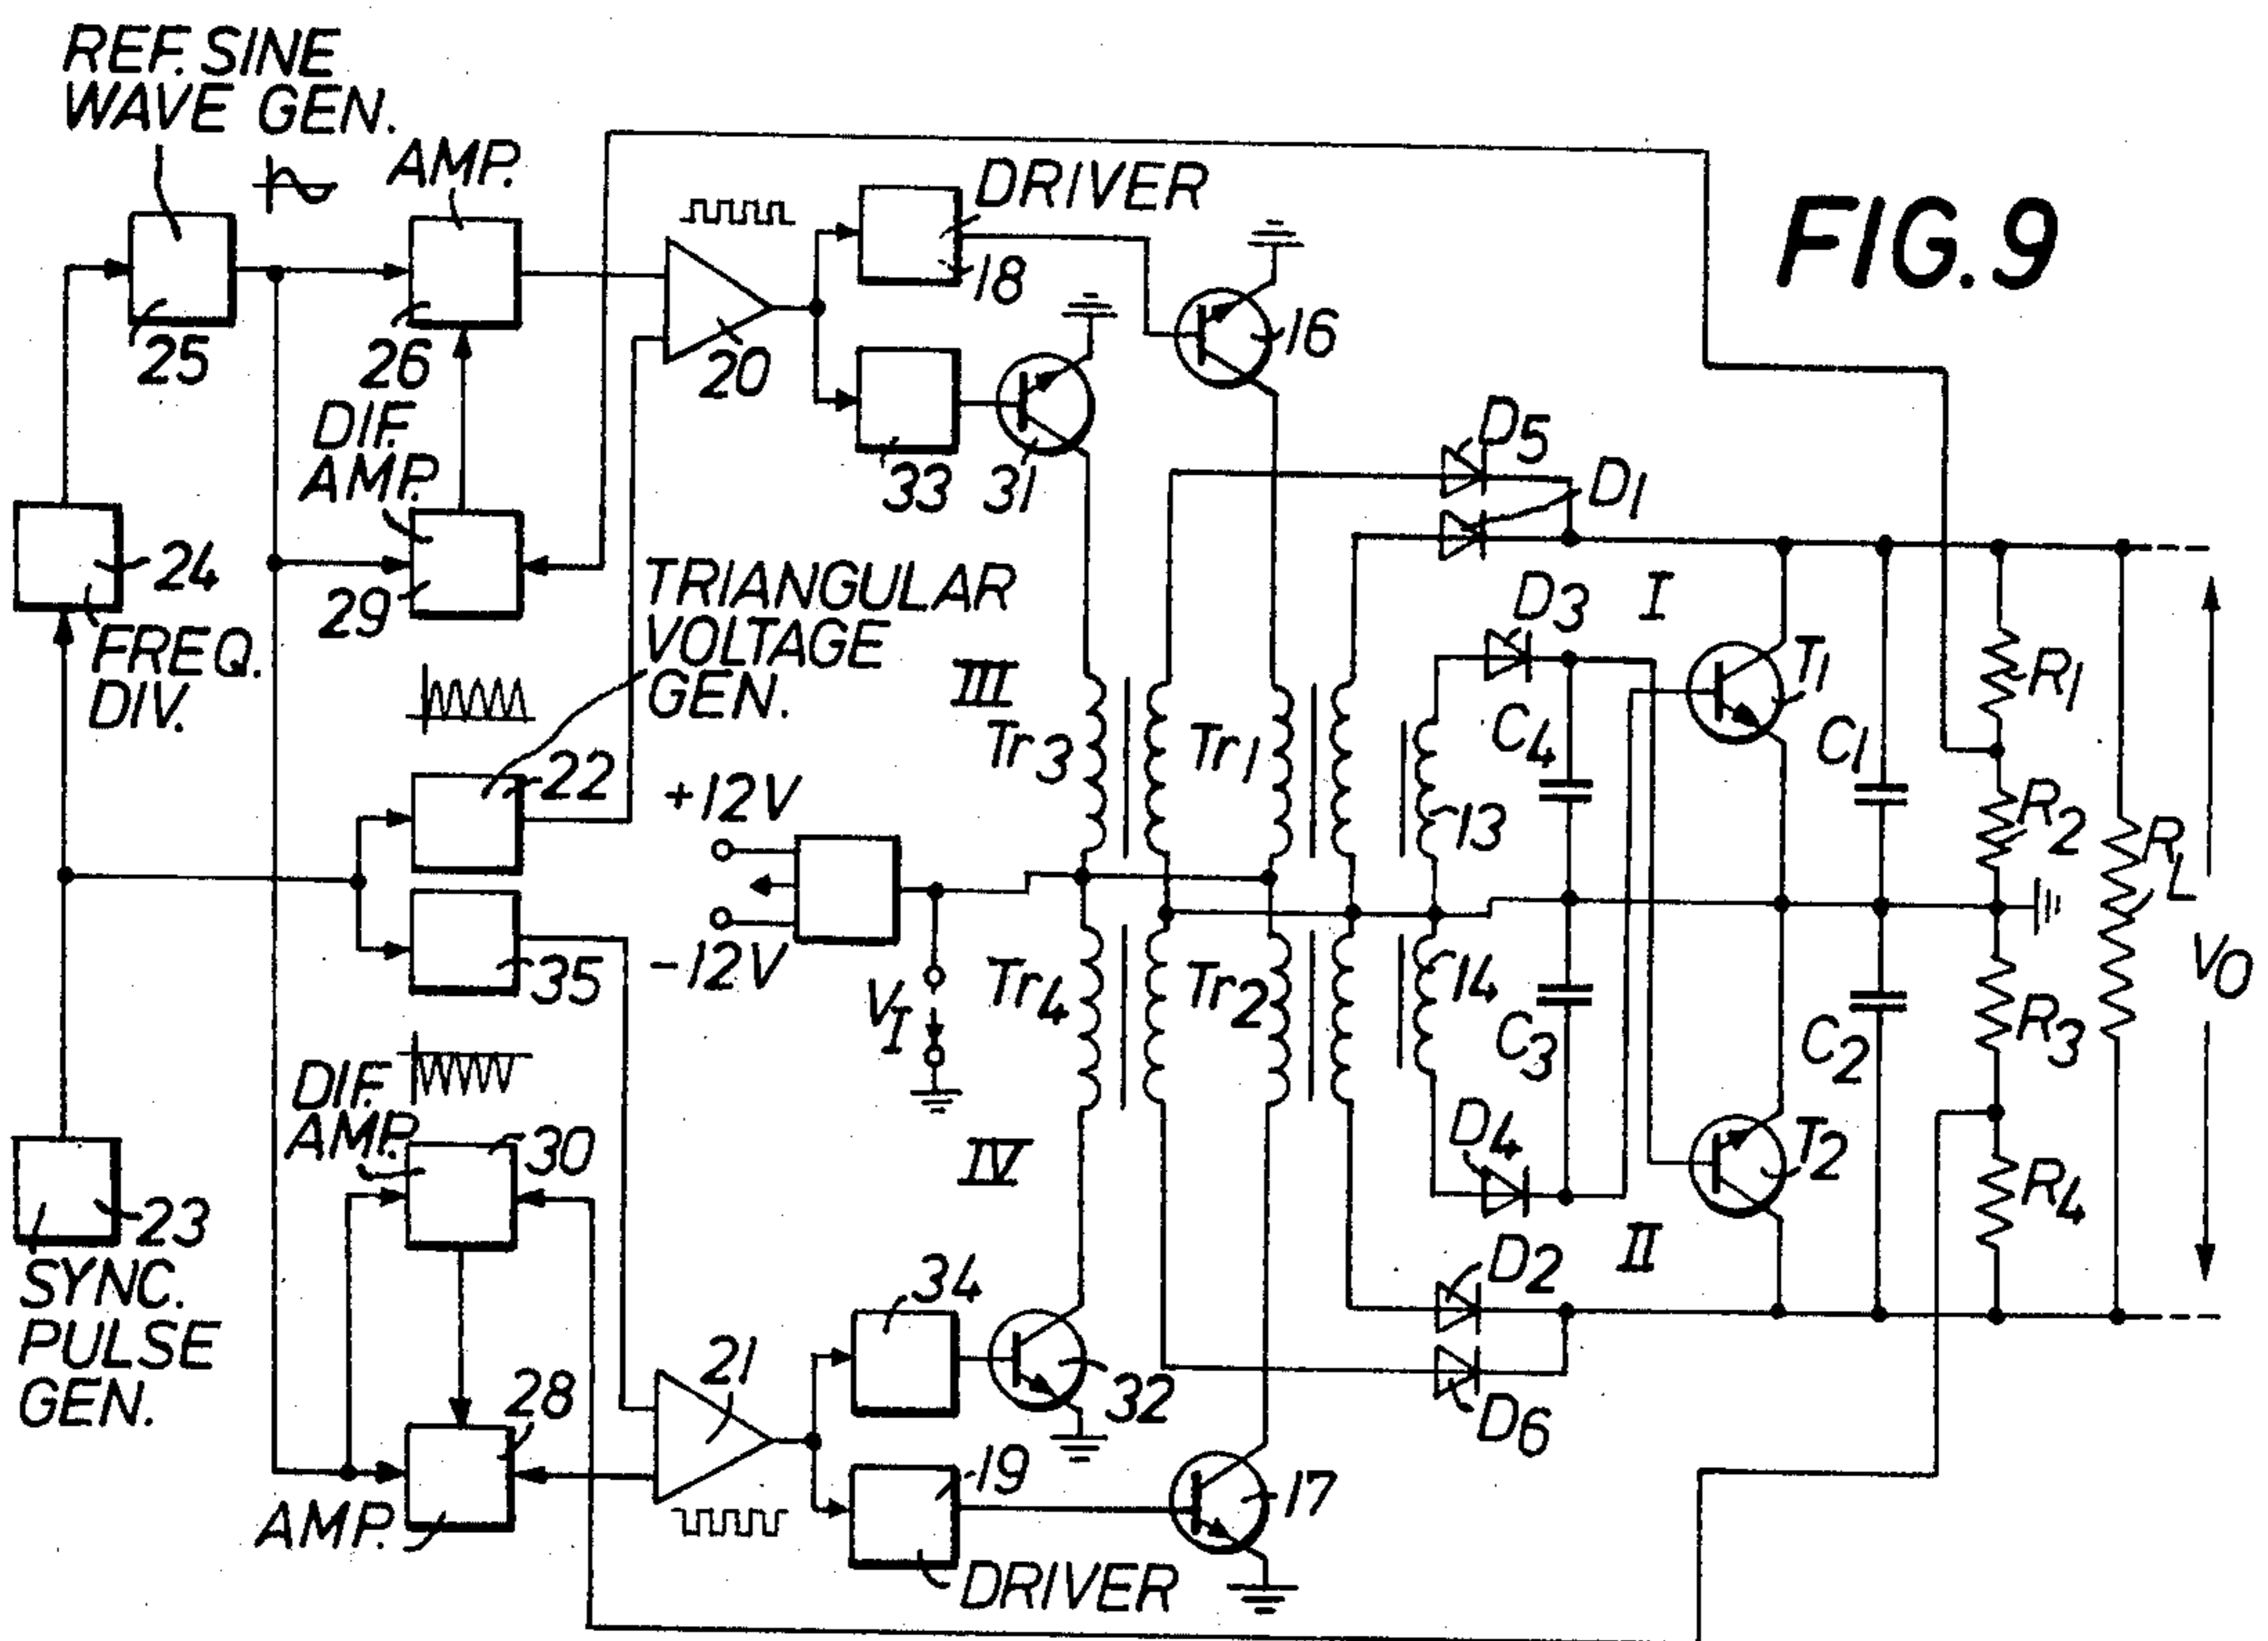 REF. SINE
WAVE GEN.
AMP.
DRIVER
FIG. 9
18
16
25
26
20
DIF.
AMP.
33
31
D5
D1
24
29
TRIANGULAR
VOLTAGE
GEN.
D3
I
FREQ.
DIV.
III
T1
R1
Tr3
Tr1
C4
C1
22
+12V
13
R2
RL
35
-12V
Tr4
Tr2
14
VO
VI
C3
C2
R3
DIF.
AMP.
30
IV
D4
T2
R4
23
SYNC.
PULSE
GEN.
34
D2
II
21
32
D6
28
19
17
AMP.
DRIVER